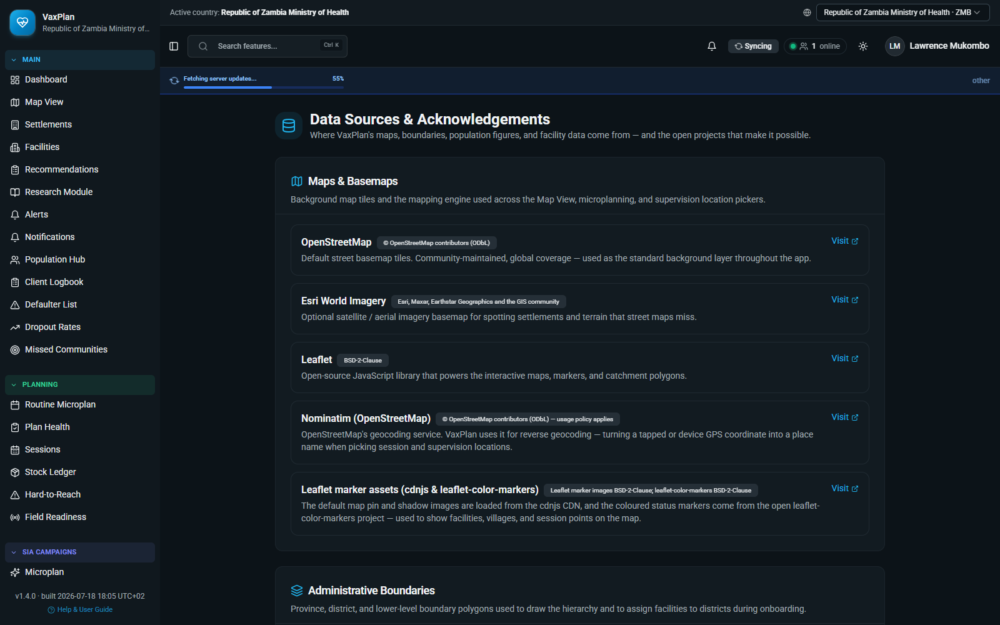 VaxPlan
Republic of Zambia Ministry of...
MAIN
Dashboard
Map View
Settlements
Facilities
Recommendations
Research Module
Alerts
Notifications
Population Hub
Client Logbook
Defaulter List
Dropout Rates
Missed Communities
PLANNING
Routine Microplan
Plan Health
Sessions
Stock Ledger
Hard-to-Reach
Field Readiness
SIA CAMPAIGNS
Microplan
v1.4.0 · built 2026-07-18 18:05 UTC+02
Help & User Guide
Active country: Republic of Zambia Ministry of Health
Republic of Zambia Ministry of Health · ZMB
Search features... Ctrl K
Syncing
1 online
LM Lawrence Mukombo
Fetching server updates... 55%
other
Data Sources & Acknowledgements
Where VaxPlan's maps, boundaries, population figures, and facility data come from — and the open projects that make it possible.
Maps & Basemaps
Background map tiles and the mapping engine used across the Map View, microplanning, and supervision location pickers.
OpenStreetMap © OpenStreetMap contributors (ODbL) Visit
Default street basemap tiles. Community-maintained, global coverage — used as the standard background layer throughout the app.
Esri World Imagery Esri, Maxar, Earthstar Geographics and the GIS community Visit
Optional satellite / aerial imagery basemap for spotting settlements and terrain that street maps miss.
Leaflet BSD-2-Clause Visit
Open-source JavaScript library that powers the interactive maps, markers, and catchment polygons.
Nominatim (OpenStreetMap) © OpenStreetMap contributors (ODbL) — usage policy applies Visit
OpenStreetMap's geocoding service. VaxPlan uses it for reverse geocoding — turning a tapped or device GPS coordinate into a place
name when picking session and supervision locations.
Leaflet marker assets (cdnjs & leaflet-color-markers) Leaflet marker images BSD-2-Clause; leaflet-color-markers BSD-2-Clause Visit
The default map pin and shadow images are loaded from the cdnjs CDN, and the coloured status markers come from the open leaflet-
color-markers project — used to show facilities, villages, and session points on the map.
Administrative Boundaries
Province, district, and lower-level boundary polygons used to draw the hierarchy and to assign facilities to districts during onboarding.